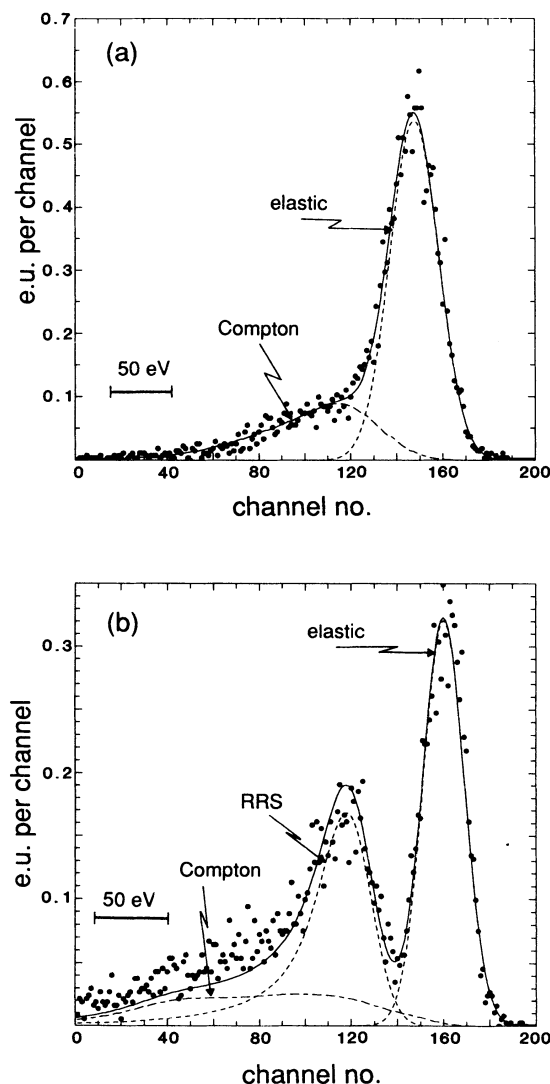 (a)
0.7
0.6
0.5
0.4
0.3
0.2
0.1
e.u. per channel
elastic
Compton
50 eV
0 40 80 120 160 200
channel no.
(b)
0.3
0.2
0.1
e.u. per channel
elastic
RRS
Compton
50 eV
0 40 80 120 160 200
channel no.